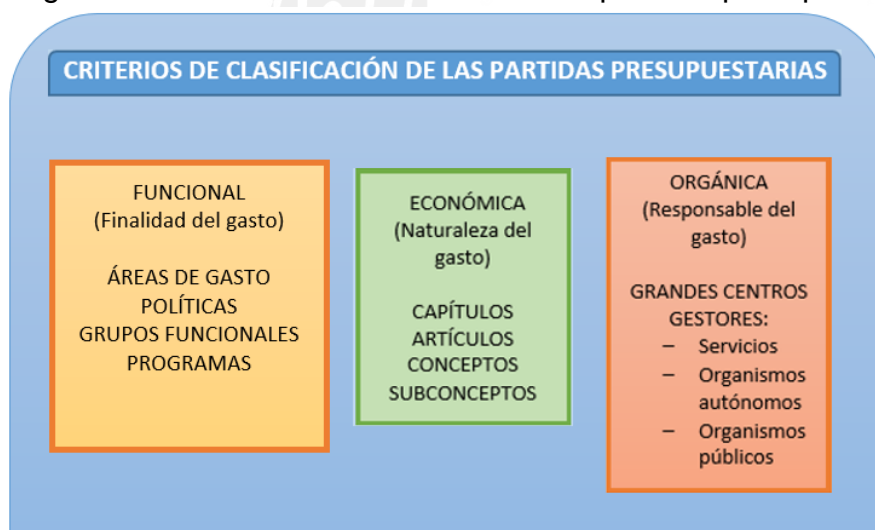 CRITERIOS DE CLASIFICACIÓN DE LAS PARTIDAS PRESUPUESTARIAS
FUNCIONAL
(Finalidad del gasto)
ÁREAS DE GASTO
POLÍTICAS
GRUPOS FUNCIONALES
PROGRAMAS
ECONÓMICA
(Naturaleza del
gasto)
CAPÍTULOS
ARTÍCULOS
CONCEPTOS
SUBCONCEPTOS
ORGÁNICA
(Responsable del
gasto)
GRANDES CENTROS
GESTORES:
– Servicios
– Organismos
autónomos
– Organismos
públicos